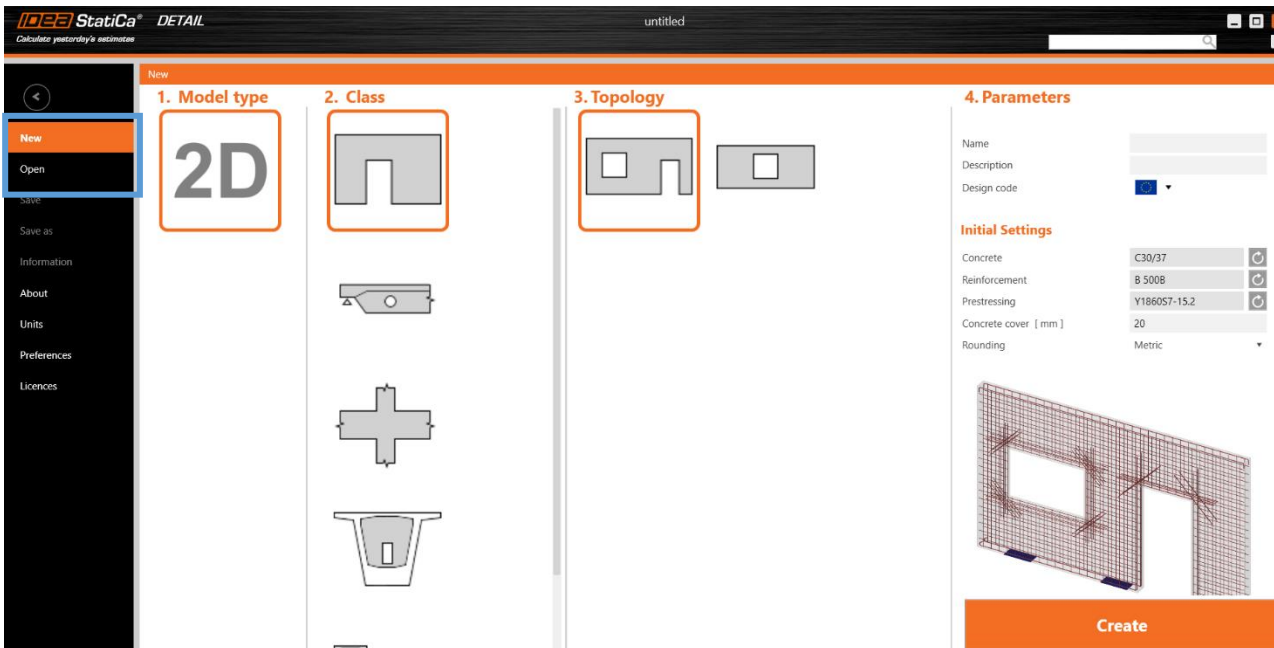 IDEA StatiCa® DETAIL
Calculate yesterday's estimates
untitled
New
Open
Save
Save as
Information
About
Units
Preferences
Licences
New
1. Model type
2D
2. Class
3. Topology
4. Parameters
Name
Description
Design code
Initial Settings
Concrete C30/37
Reinforcement B 500B
Prestressing Y1860S7-15.2
Concrete cover [ mm ] 20
Rounding Metric
Create